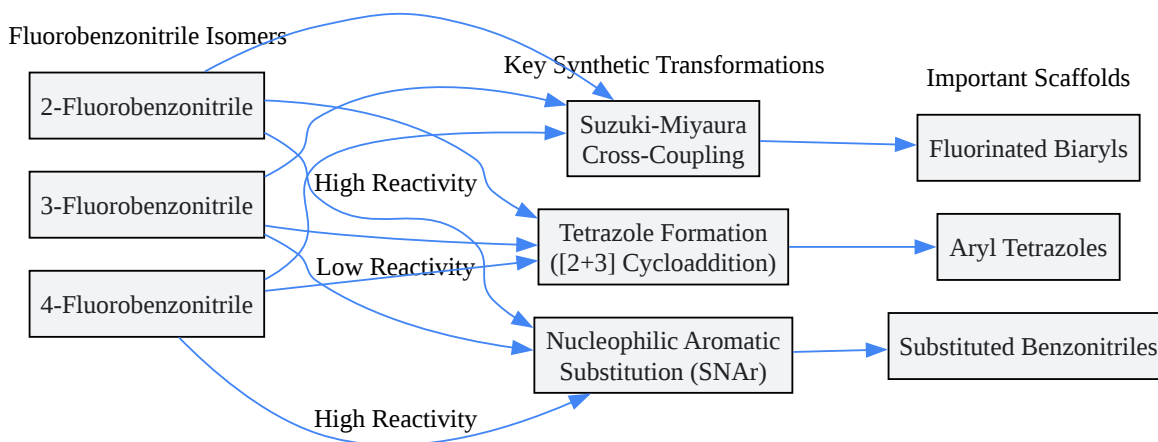 Fluorobenzonitrile Isomers
2-Fluorobenzonitrile
3-Fluorobenzonitrile
4-Fluorobenzonitrile
High Reactivity
Low Reactivity
High Reactivity
Key Synthetic Transformations
Suzuki-Miyaura
Cross-Coupling
Tetrazole Formation
([2+3] Cycloaddition)
Nucleophilic Aromatic
Substitution (SNAr)
Important Scaffolds
Fluorinated Biaryls
Aryl Tetrazoles
Substituted Benzonitriles